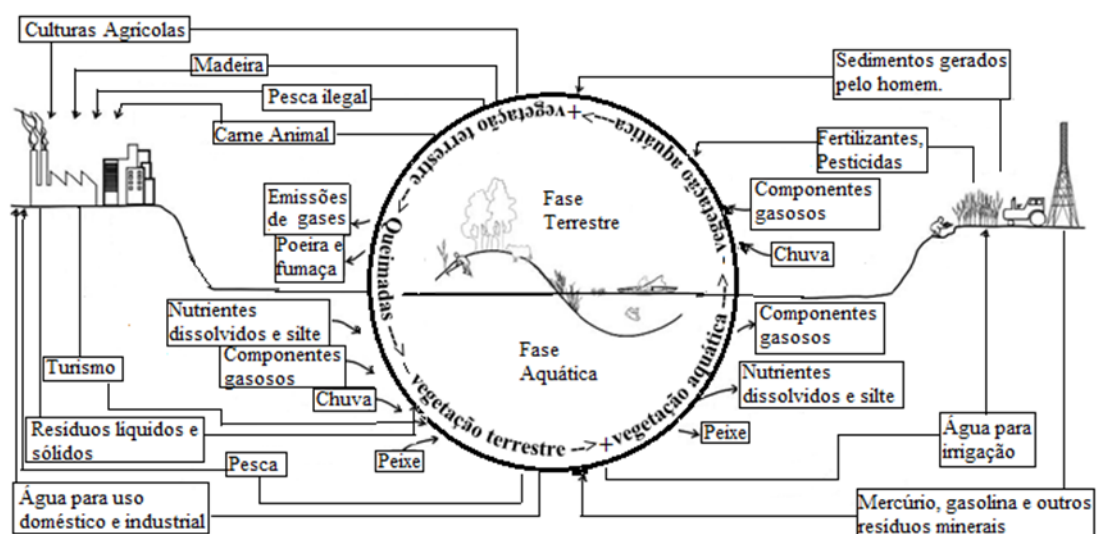 Culturas Agrícolas
Madeira
Pesca ilegal
Carne Animal
Sedimentos gerados
pelo homem.
Fertilizantes,
Pesticidas
Emissões
de gases
Poeira e
fumaça
Fase
Terrestre
Componentes
gasosos
Chuva
Queimadas --> vegetação terrestre --> +vegetação aquática --> vegetação aquática --> +vegetação terrestre --> 
Nutrientes
dissolvidos e silte
Componentes
gasosos
Chuva
Turismo
Resíduos líquidos e
sólidos
Pesca
Peixe
Água para uso
doméstico e industrial
Fase
Aquática
Componentes
gasosos
Nutrientes
dissolvidos e silte
Peixe
Água para
irrigação
Mercúrio, gasolina e outros
resíduos minerais